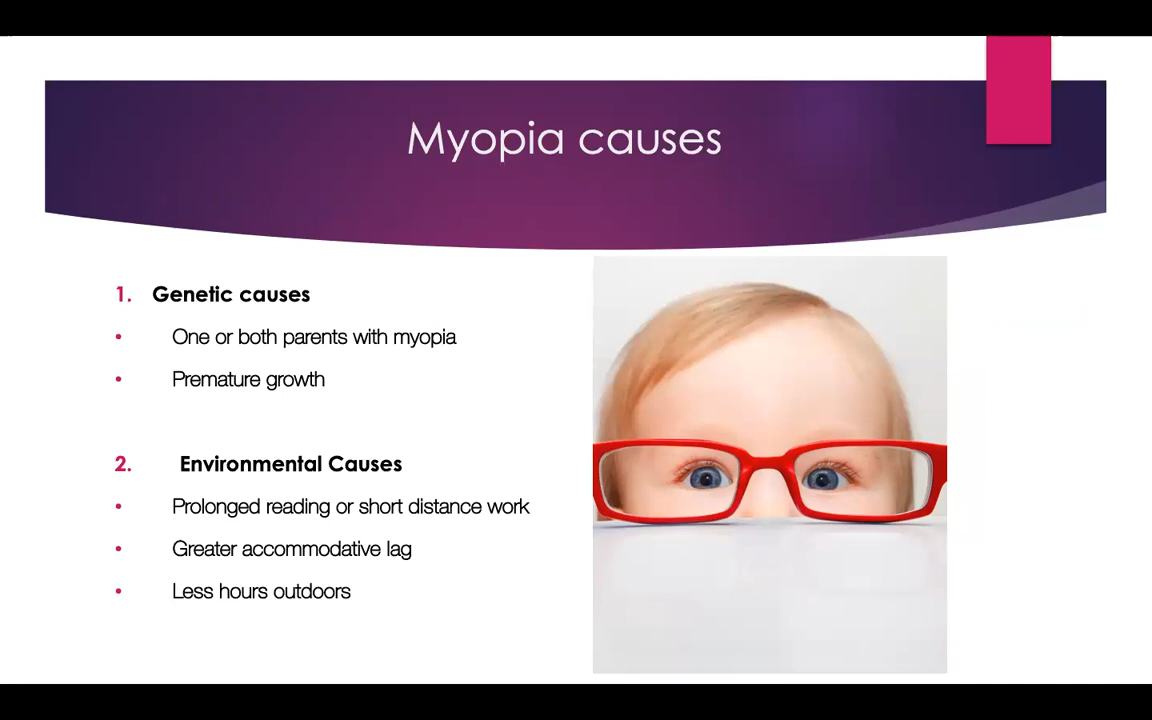 Myopia causes
1. Genetic causes
• One or both parents with myopia
• Premature growth
2. Environmental Causes
• Prolonged reading or short distance work
• Greater accommodative lag
• Less hours outdoors